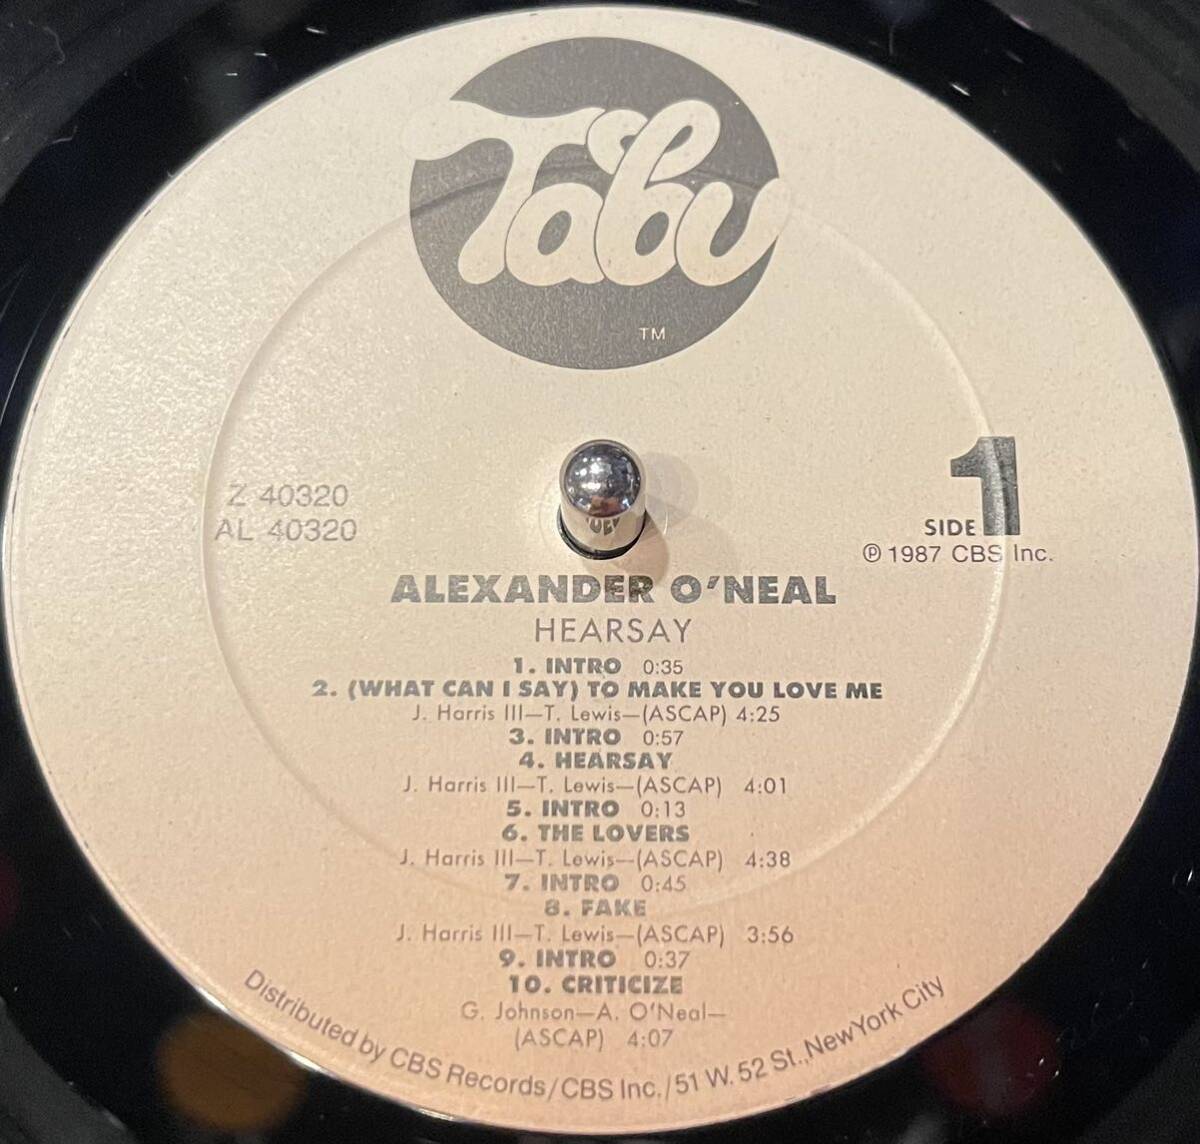 Tabu
TM
Z 40320
AL 40320
SIDE 1
℗ 1987 CBS Inc.
ALEXANDER O'NEAL
HEARSAY
1. INTRO 0:35
2. (WHAT CAN I SAY) TO MAKE YOU LOVE ME
J. Harris III—T. Lewis—(ASCAP) 4:25
3. INTRO 0:57
4. HEARSAY
J. Harris III—T. Lewis—(ASCAP) 4:01
5. INTRO 0:13
6. THE LOVERS
J. Harris III—T. Lewis—(ASCAP) 4:38
7. INTRO 0:45
8. FAKE
J. Harris III—T. Lewis—(ASCAP) 3:56
9. INTRO 0:37
10. CRITICIZE
G. Johnson—A. O'Neal—
(ASCAP) 4:07
Distributed by CBS Records/CBS Inc./51 W. 52 St., New York City